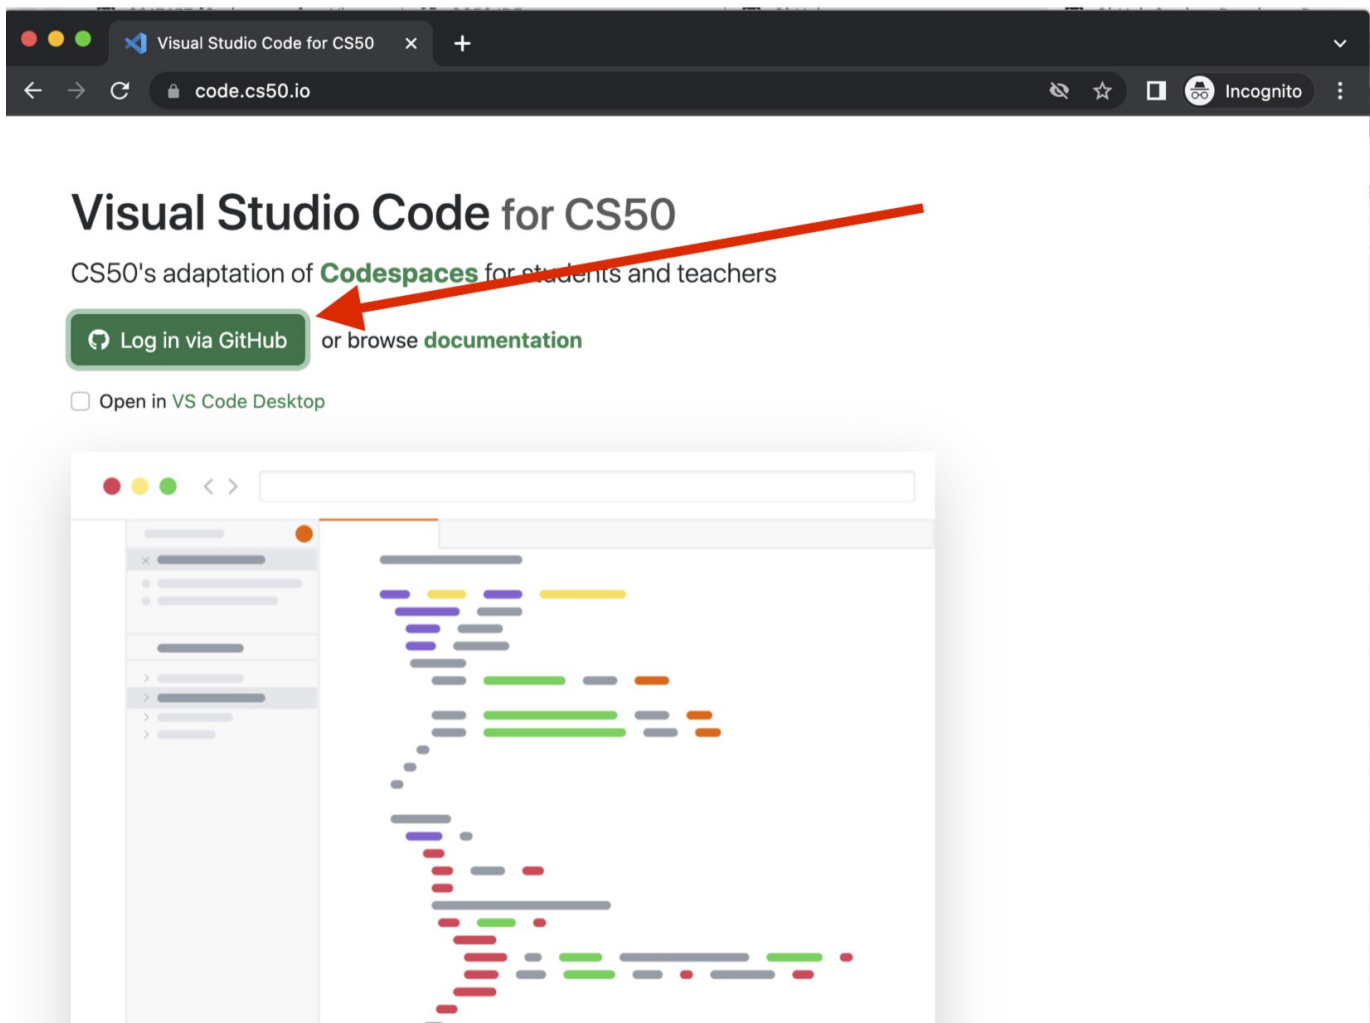 Visual Studio Code for CS50
code.cs50.io
Incognito
Visual Studio Code for CS50
CS50's adaptation of Codespaces for students and teachers
Log in via GitHub or browse documentation
Open in VS Code Desktop